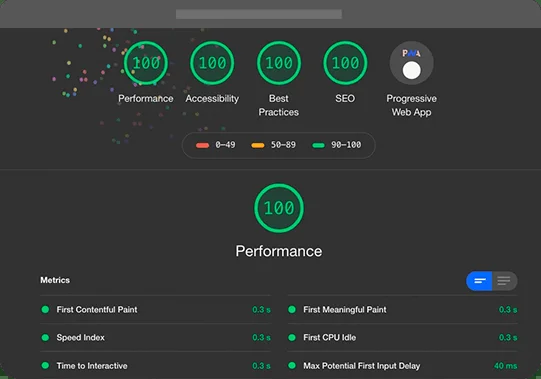 100 100 100 100 PWA
Performance Accessibility Best Practices SEO Progressive Web App
0–49 50–89 90–100
100
Performance
Metrics
First Contentful Paint 0.3 s
First Meaningful Paint 0.3 s
Speed Index 0.3 s
First CPU Idle 0.3 s
Time to Interactive 0.3 s
Max Potential First Input Delay 40 ms